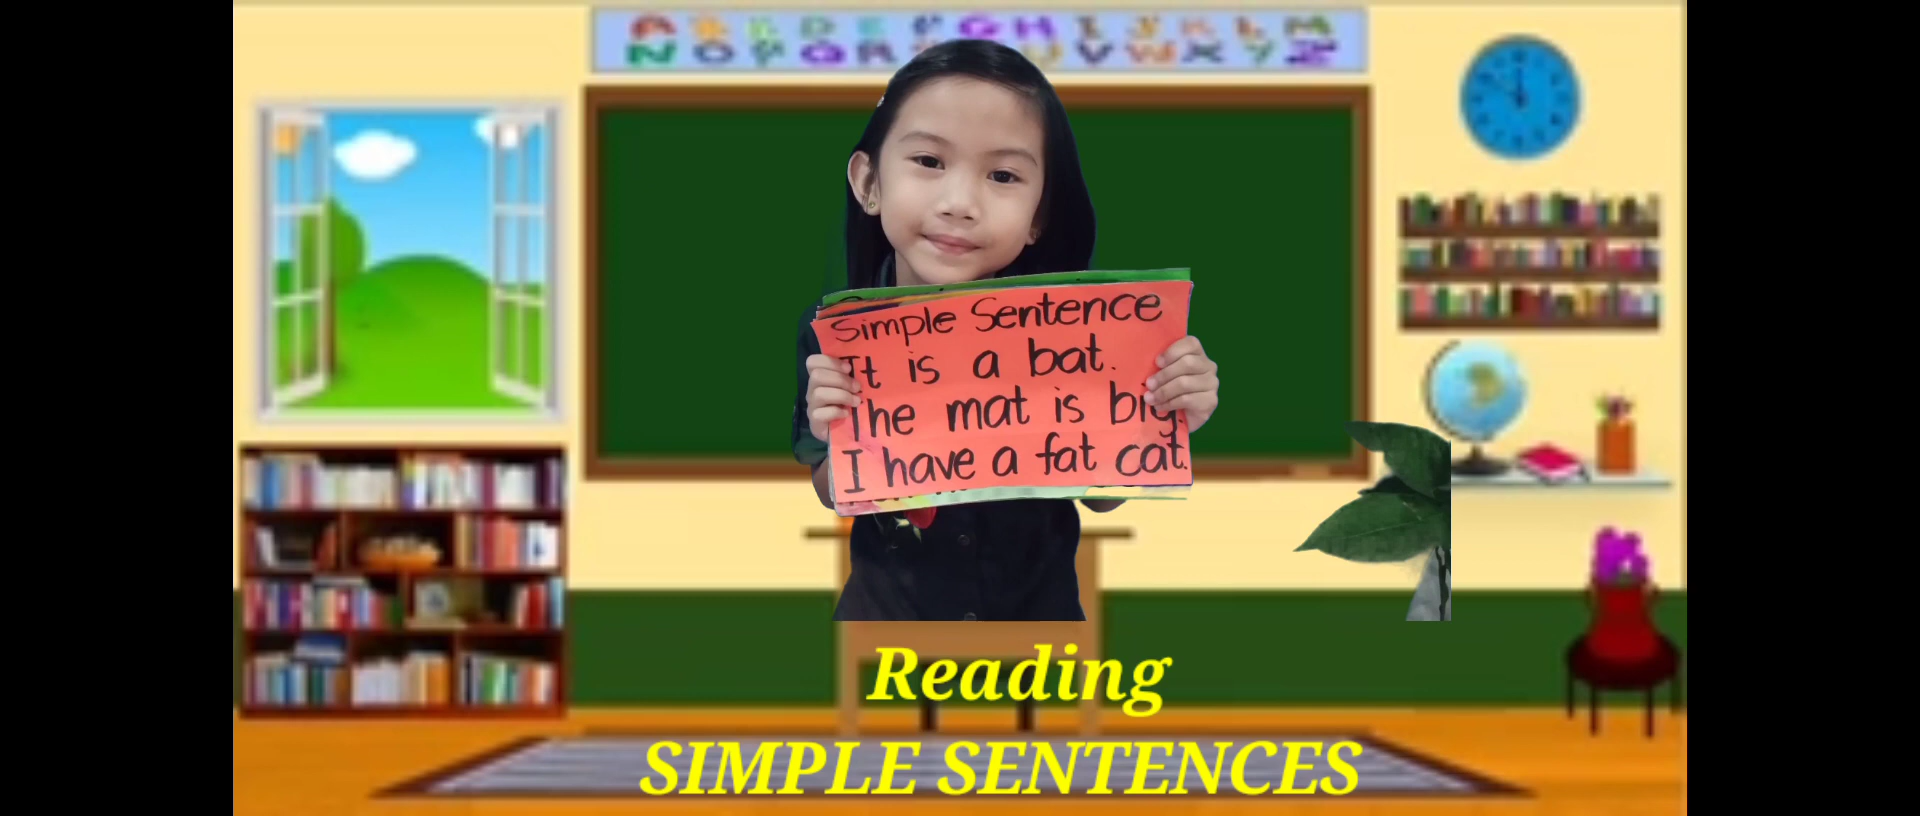 A B C D E F G H I J K L M
N O P Q R U V W X Y Z
Simple Sentence
It is a bat.
The mat is big.
I have a fat cat.
Reading
SIMPLE SENTENCES